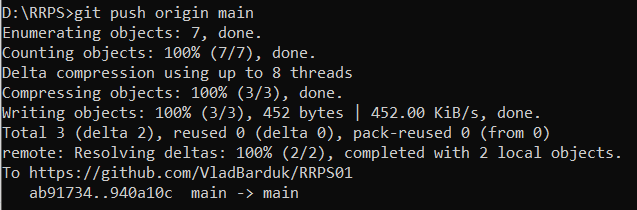 D:\RRPS>git push origin main
Enumerating objects: 7, done.
Counting objects: 100% (7/7), done.
Delta compression using up to 8 threads
Compressing objects: 100% (3/3), done.
Writing objects: 100% (3/3), 452 bytes | 452.00 KiB/s, done.
Total 3 (delta 2), reused 0 (delta 0), pack-reused 0 (from 0)
remote: Resolving deltas: 100% (2/2), completed with 2 local objects.
To https://github.com/VladBarduk/RRPS01
   ab91734..940a10c  main -> main